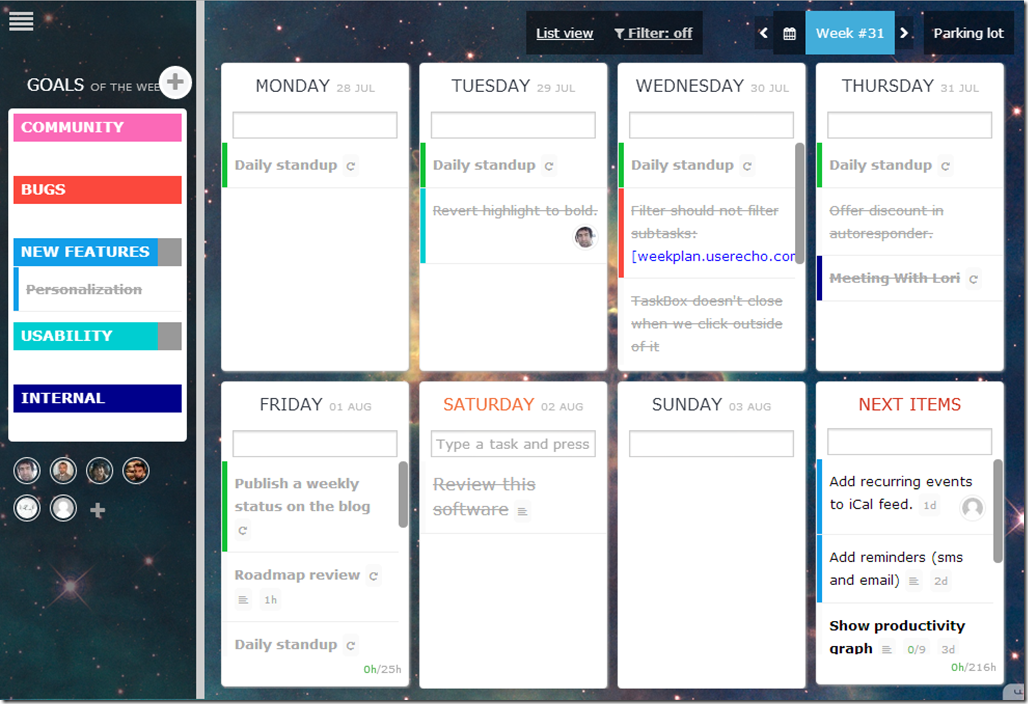 List view
Filter: off
Week #31
Parking lot
GOALS OF THE WEE
COMMUNITY
BUGS
NEW FEATURES
Personalization
USABILITY
INTERNAL
MONDAY 28 JUL
Daily standup
TUESDAY 29 JUL
Daily standup
Revert highlight to bold.
WEDNESDAY 30 JUL
Daily standup
Filter should not filter
subtasks:
[weekplan.userecho.com
TaskBox doesn't close
when we click outside
of it
THURSDAY 31 JUL
Daily standup
Offer discount in
autoresponder.
Meeting With Lori
FRIDAY 01 AUG
Publish a weekly
status on the blog
Roadmap review
1h
Daily standup
0h/25h
SATURDAY 02 AUG
Type a task and press
Review this
software
SUNDAY 03 AUG
NEXT ITEMS
Add recurring events
to iCal feed. 1d
Add reminders (sms
and email) 2d
Show productivity
graph 0/9 3d
0h/216h